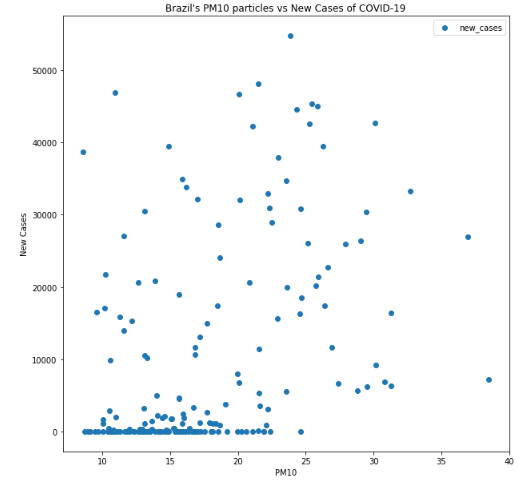 Brazil's PM10 particles vs New Cases of COVID-19
new_cases
50000
40000
30000
20000
10000
0
New Cases
10 15 20 25 30 35 40
PM10